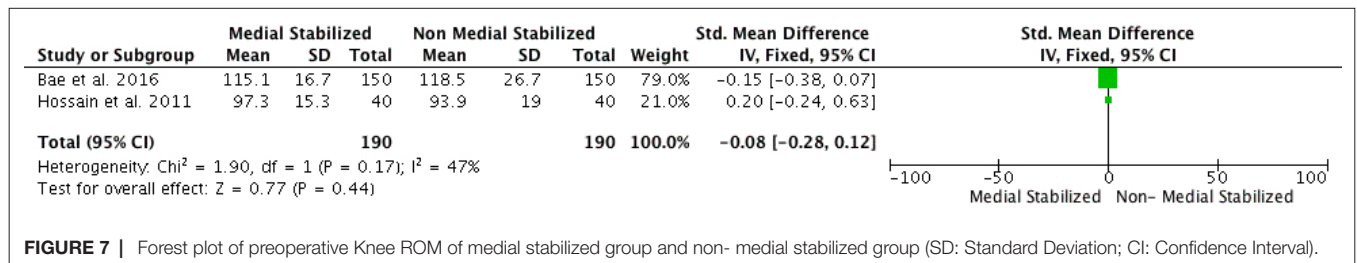 Medial Stabilized Non Medial Stabilized Std. Mean Difference Std. Mean Difference
Study or Subgroup Mean SD Total Mean SD Total Weight IV, Fixed, 95% CI IV, Fixed, 95% CI
Bae et al. 2016 115.1 16.7 150 118.5 26.7 150 79.0% -0.15 [-0.38, 0.07]
Hossain et al. 2011 97.3 15.3 40 93.9 19 40 21.0% 0.20 [-0.24, 0.63]
Total (95% CI) 190 190 100.0% -0.08 [-0.28, 0.12]
Heterogeneity: Chi² = 1.90, df = 1 (P = 0.17); I² = 47%
Test for overall effect: Z = 0.77 (P = 0.44)
-100 -50 0 50 100
Medial Stabilized Non- Medial Stabilized
FIGURE 7 | Forest plot of preoperative Knee ROM of medial stabilized group and non- medial stabilized group (SD: Standard Deviation; CI: Confidence Interval).